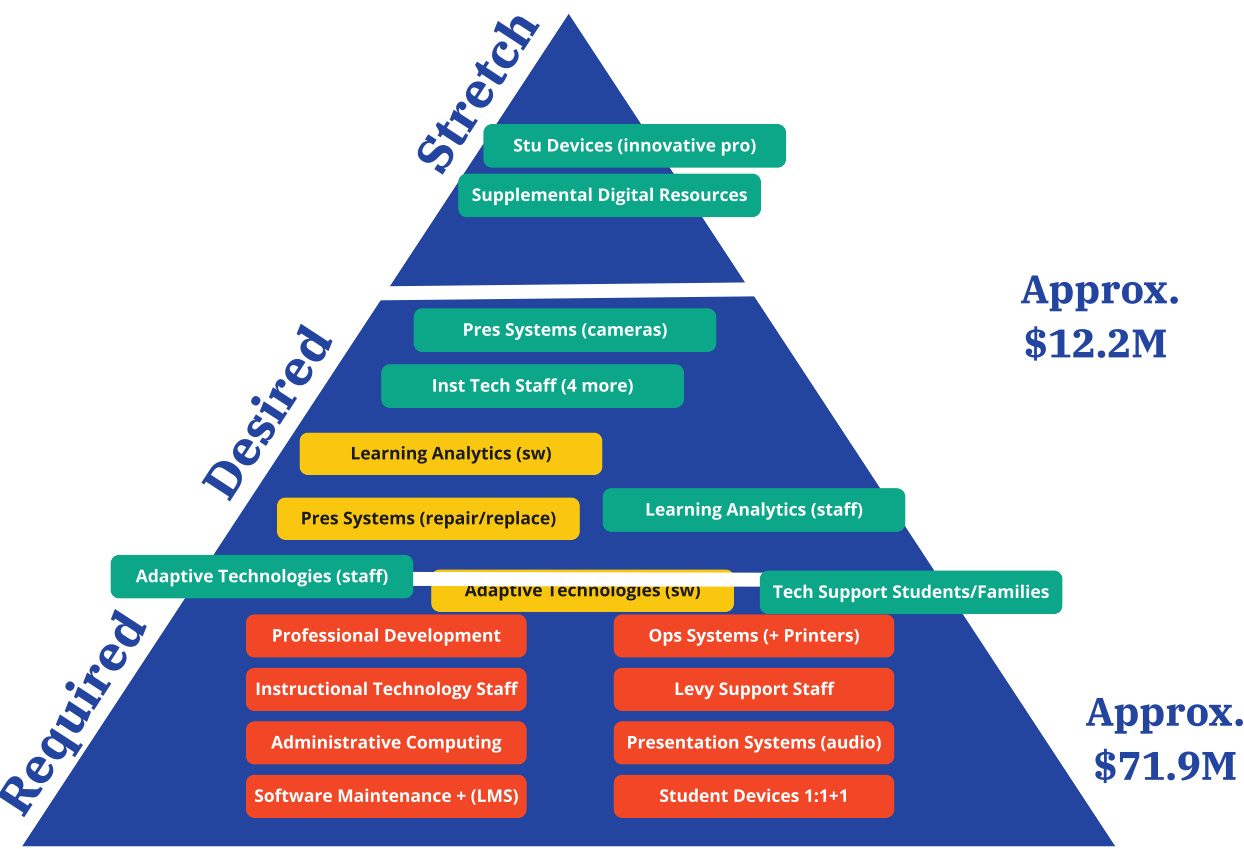 Stretch
Stu Devices (innovative pro)
Supplemental Digital Resources
Approx.
$12.2M
Desired
Pres Systems (cameras)
Inst Tech Staff (4 more)
Learning Analytics (sw)
Pres Systems (repair/replace)
Learning Analytics (staff)
Adaptive Technologies (staff)
Adaptive Technologies (sw)
Tech Support Students/Families
Required
Professional Development
Ops Systems (+ Printers)
Instructional Technology Staff
Levy Support Staff
Administrative Computing
Presentation Systems (audio)
Software Maintenance + (LMS)
Student Devices 1:1+1
Approx.
$71.9M